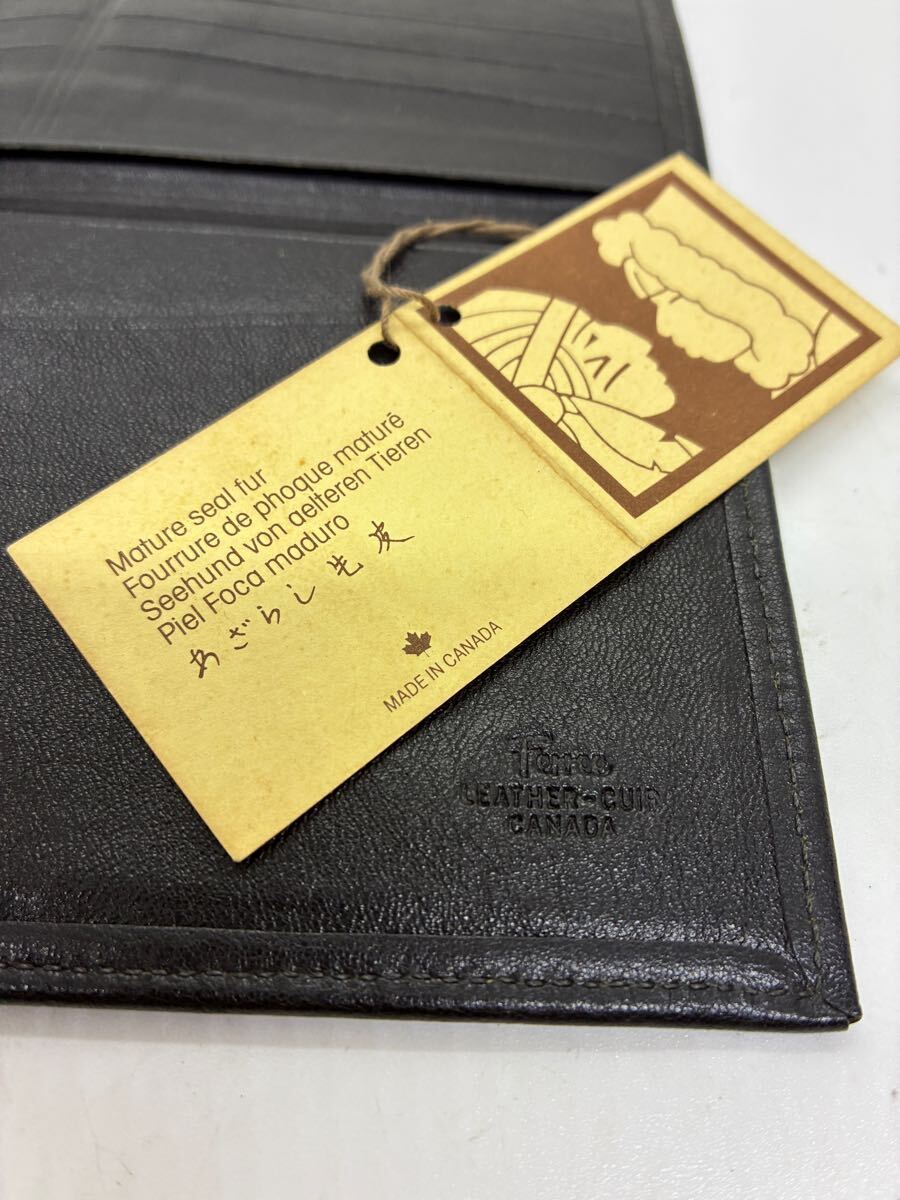 Mature seal fur
Fourrure de phoque maturé
Seehund von aelteren Tieren
Piel Foca maduro
あざらし毛皮
MADE IN CANADA
LEATHER-CUIR
CANADA